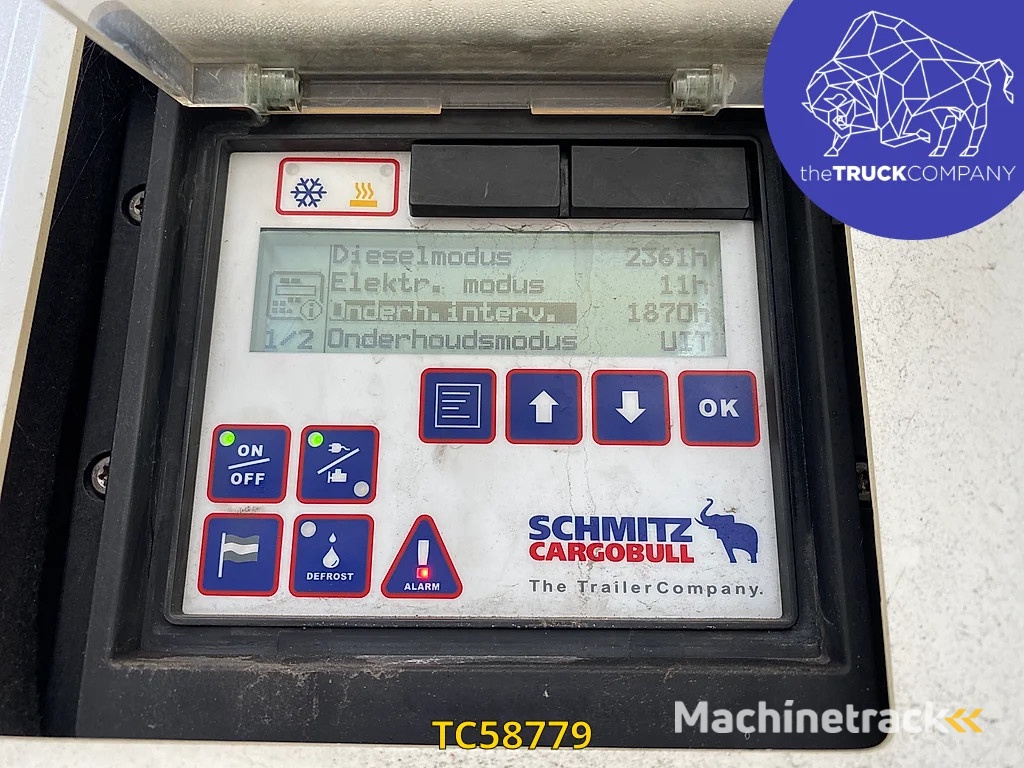 theTRUCKCOMPANY
Dieselmodus 2361h
Elektr. modus 11h
Onderh.interv. 1870h
1/2 Onderhoudsmodus UIT
OK
ON
OFF
DEFROST
ALARM
SCHMITZ
CARGOBULL
The TrailerCompany.
Machinetrack
TC58779